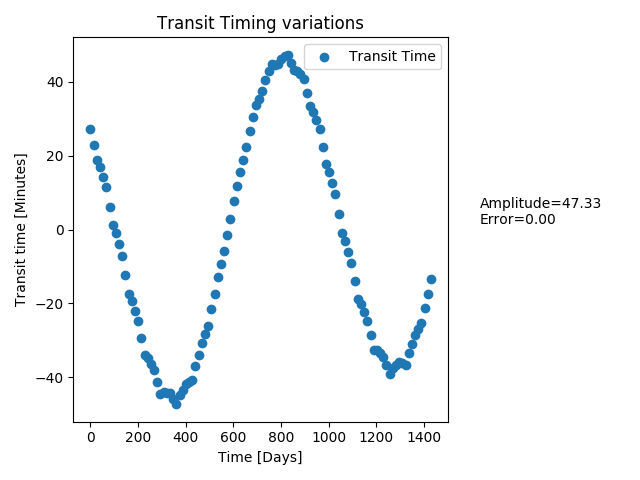 Transit Timing variations
Transit Time
Transit time [Minutes]
40
20
0
−20
−40
0 200 400 600 800 1000 1200 1400
Time [Days]
Amplitude=47.33
Error=0.00